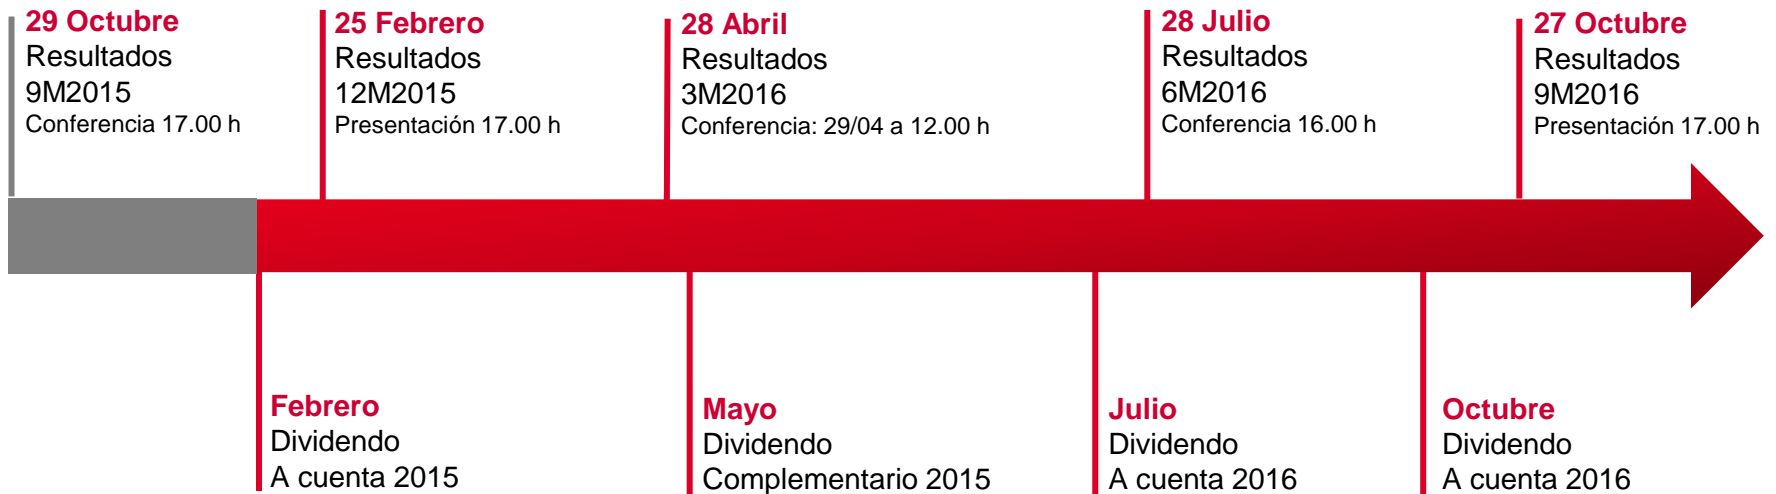 29 Octubre
Resultados
9M2015
Conferencia 17.00 h
25 Febrero
Resultados
12M2015
Presentación 17.00 h
28 Abril
Resultados
3M2016
Conferencia: 29/04 a 12.00 h
28 Julio
Resultados
6M2016
Conferencia 16.00 h
27 Octubre
Resultados
9M2016
Presentación 17.00 h
Febrero
Dividendo
A cuenta 2015
Mayo
Dividendo
Complementario 2015
Julio
Dividendo
A cuenta 2016
Octubre
Dividendo
A cuenta 2016